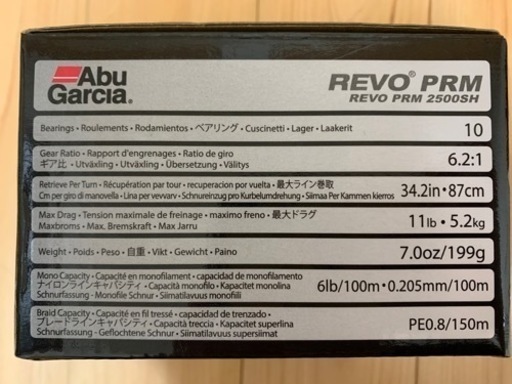 Abu
Garcia®
REVO® PRM
REVO PRM 2500SH
Bearings • Roulements • Rodamientos • ベアリング • Cuscinetti • Lager • Laakerit
10
Gear Ratio • Rapport d'engrenages • Ratio de giro
ギア比 • Utväxling • Utväxling • Übersetzung • Välitys
6.2:1
Retrieve Per Turn • Récupération par tour • recuperacion por vuelta • 最大ライン巻取
Cm per giro di manovella • Lina per vevvarv • Schnureinzug pro Kurbelumdrehung • Siimaa Per Kammen kierros
34.2in • 87cm
Max Drag • Tension maximale de freinage • maximo freno • 最大ドラグ
Maxbroms • Max. Bremskraft • Max Jarru
11lb • 5.2kg
Weight • Poids • Peso • 自重 • Vikt • Gewicht • Paino
7.0oz/199g
Mono Capacity • Capacité en monofilament • capacidad de monofilamento
ナイロンラインキャパシティ • Capacità monofilo • Kapacitet monolina
Schnurfassung - Monofile Schnur • Siimatilavuus monofiili
6lb/100m • 0.205mm/100m
Braid Capacity • Capacité en fil tressé • capacidad de trenzado •
ブレードラインキャパシティ • Capacità treccia • Kapacitet superlina
Schnurfassung • Geflochtene Schnur • Siimatilavuus supersiimat
PE0.8/150m